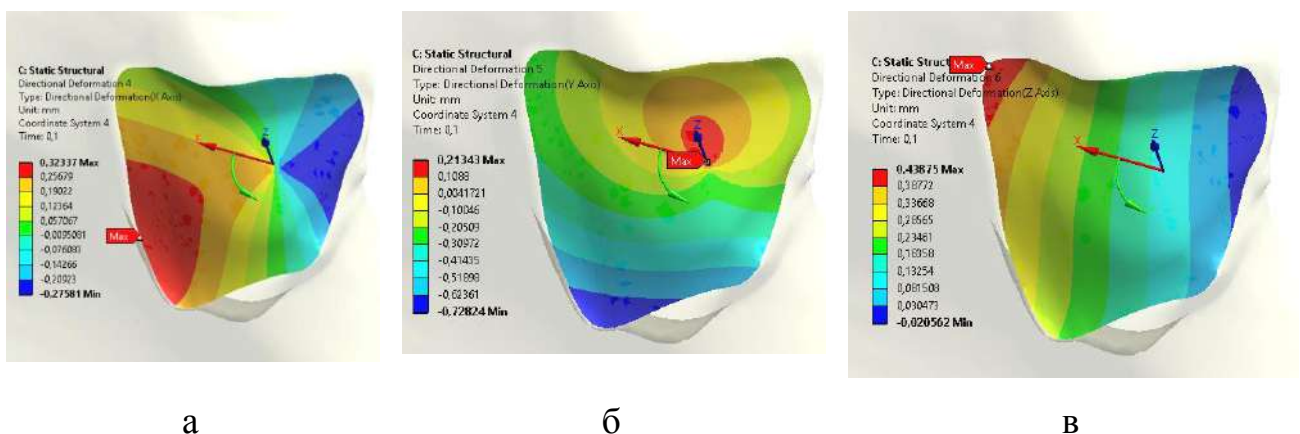 C: Static Structural
Directional Deformation 4
Type: Directional Deformation(X Axis)
Unit: mm
Coordinate System 4
Time: 0,1
0,32337 Max
0,25679
0,19022
0,12364
0,057067
-0,0095081
-0,076083
-0,14266
-0,20923
-0,27581 Min
Max
X
Z
C: Static Structural
Directional Deformation 5
Type: Directional Deformation(Y Axis)
Unit: mm
Coordinate System 4
Time: 0,1
0,21343 Max
0,1088
0,0041721
-0,10046
-0,20509
-0,30972
-0,41435
-0,51898
-0,62361
-0,72824 Min
Max
X
Z
C: Static Structural
Directional Deformation 6
Type: Directional Deformation(Z Axis)
Unit: mm
Coordinate System 4
Time: 0,1
0,43875 Max
0,38772
0,33668
0,28565
0,23461
0,18358
0,13254
0,081508
0,030473
-0,020562 Min
Max
X
Z
а
б
в